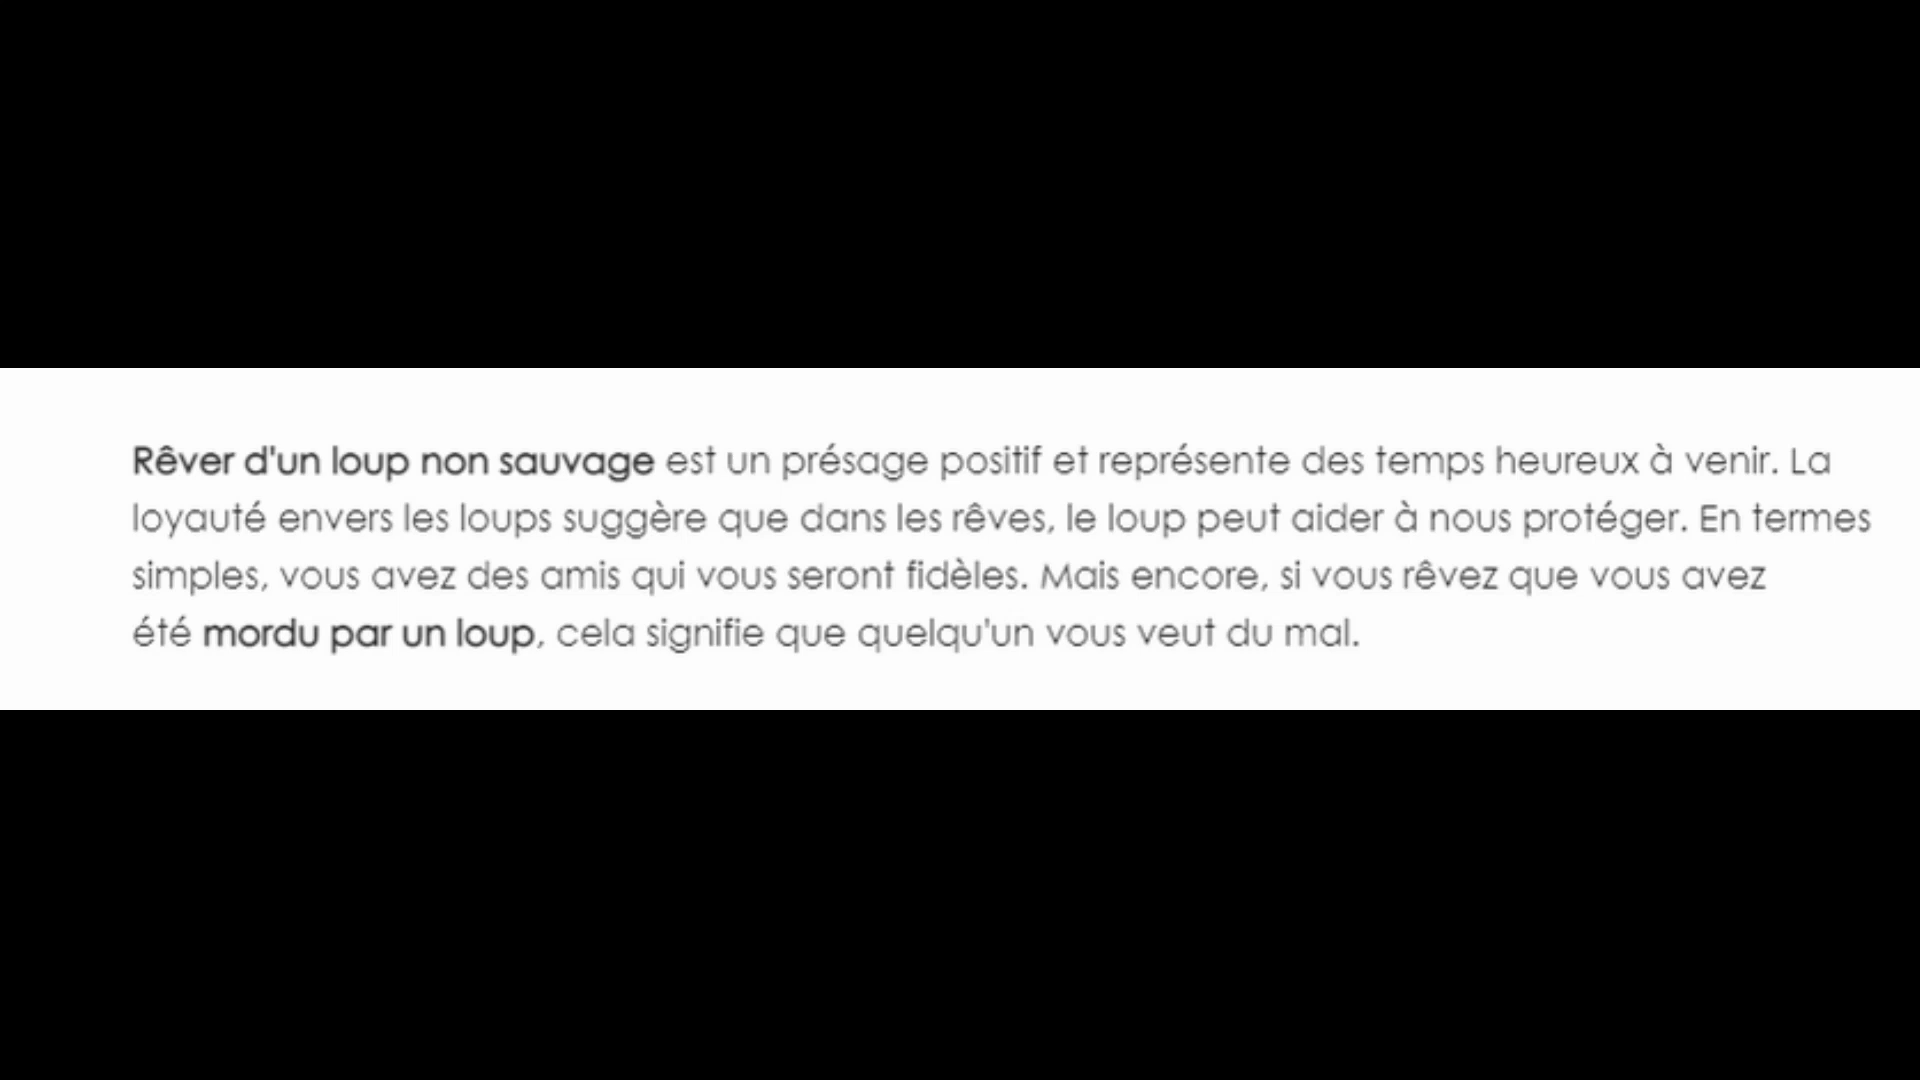 Rêver d'un loup non sauvage est un présage positif et représente des temps heureux à venir. La
loyauté envers les loups suggère que dans les rêves, le loup peut aider à nous protéger. En termes
simples, vous avez des amis qui vous seront fidèles. Mais encore, si vous rêvez que vous avez
été mordu par un loup, cela signifie que quelqu'un vous veut du mal.